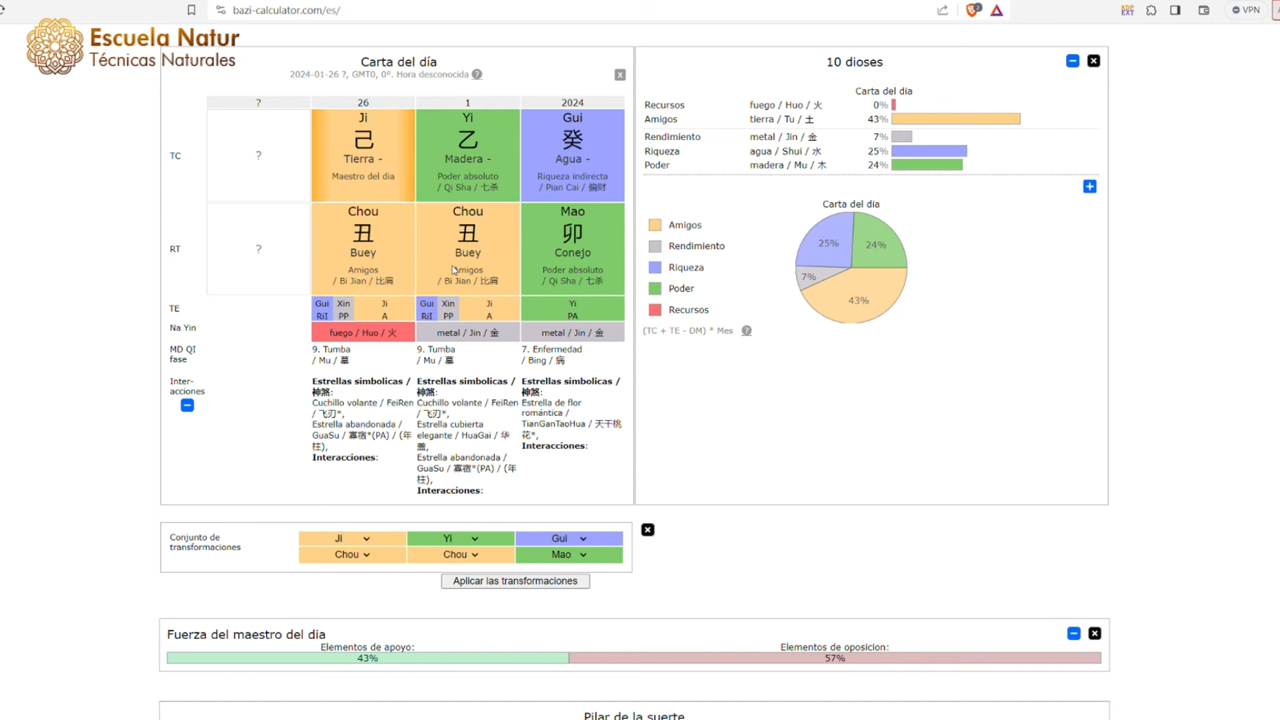 bazi-calculator.com/es/
VPN
Escuela Natur
Técnicas Naturales
Carta del día
2024-01-26 ?, GMT0, 0º. Hora desconocida ?
x
? 26 1 2024
TC
?
Ji
己
Tierra -
Maestro del dia
Yi
乙
Madera -
Poder absoluto
/ Qi Sha / 七杀
Gui
癸
Agua -
Riqueza indirecta
/ Pian Cai / 偏财
RT
?
Chou
丑
Buey
Amigos
/ Bi Jian / 比肩
Chou
丑
Buey
Amigos
/ Bi Jian / 比肩
Mao
卯
Conejo
Poder absoluto
/ Qi Sha / 七杀
TE
Gui Xin Ji
RiI PP A
Gui Xin Ji
RiI PP A
Yi
PA
Na Yin
fuego / Huo / 火
metal / Jin / 金
metal / Jin / 金
MD QI
fase
9. Tumba
/ Mu / 墓
9. Tumba
/ Mu / 墓
7. Enfermedad
/ Bing / 病
Inter-
acciones
Estrellas simbolicas /
神煞:
Cuchillo volante / FeiRen
/ 飞刃*,
Estrella abandonada /
GuaSu / 寡宿*(PA) / (年
柱),
Interacciones:
Estrellas simbolicas /
神煞:
Cuchillo volante / FeiRen
/ 飞刃*,
Estrella cubierta
elegante / HuaGai / 华
盖,
Estrella abandonada /
GuaSu / 寡宿*(PA) / (年
柱),
Interacciones:
Estrellas simbolicas /
神煞:
Estrella de flor
romántica /
TianGanTaoHua / 天干桃
花*,
Interacciones:
10 dioses
Carta del día
Recursos fuego / Huo / 火 0%
Amigos tierra / Tu / 土 43%
Rendimiento metal / Jin / 金 7%
Riqueza agua / Shui / 水 25%
Poder madera / Mu / 木 24%
Carta del día
Amigos
Rendimiento
Riqueza
Poder
Recursos
25%
24%
7%
43%
(TC + TE - DM) * Mes ?
Conjunto de
transformaciones
Ji Yi Gui
Chou Chou Mao
Aplicar las transformaciones
Fuerza del maestro del día
Elementos de apoyo:
43%
Elementos de oposicion:
57%
Pilar de la suerte